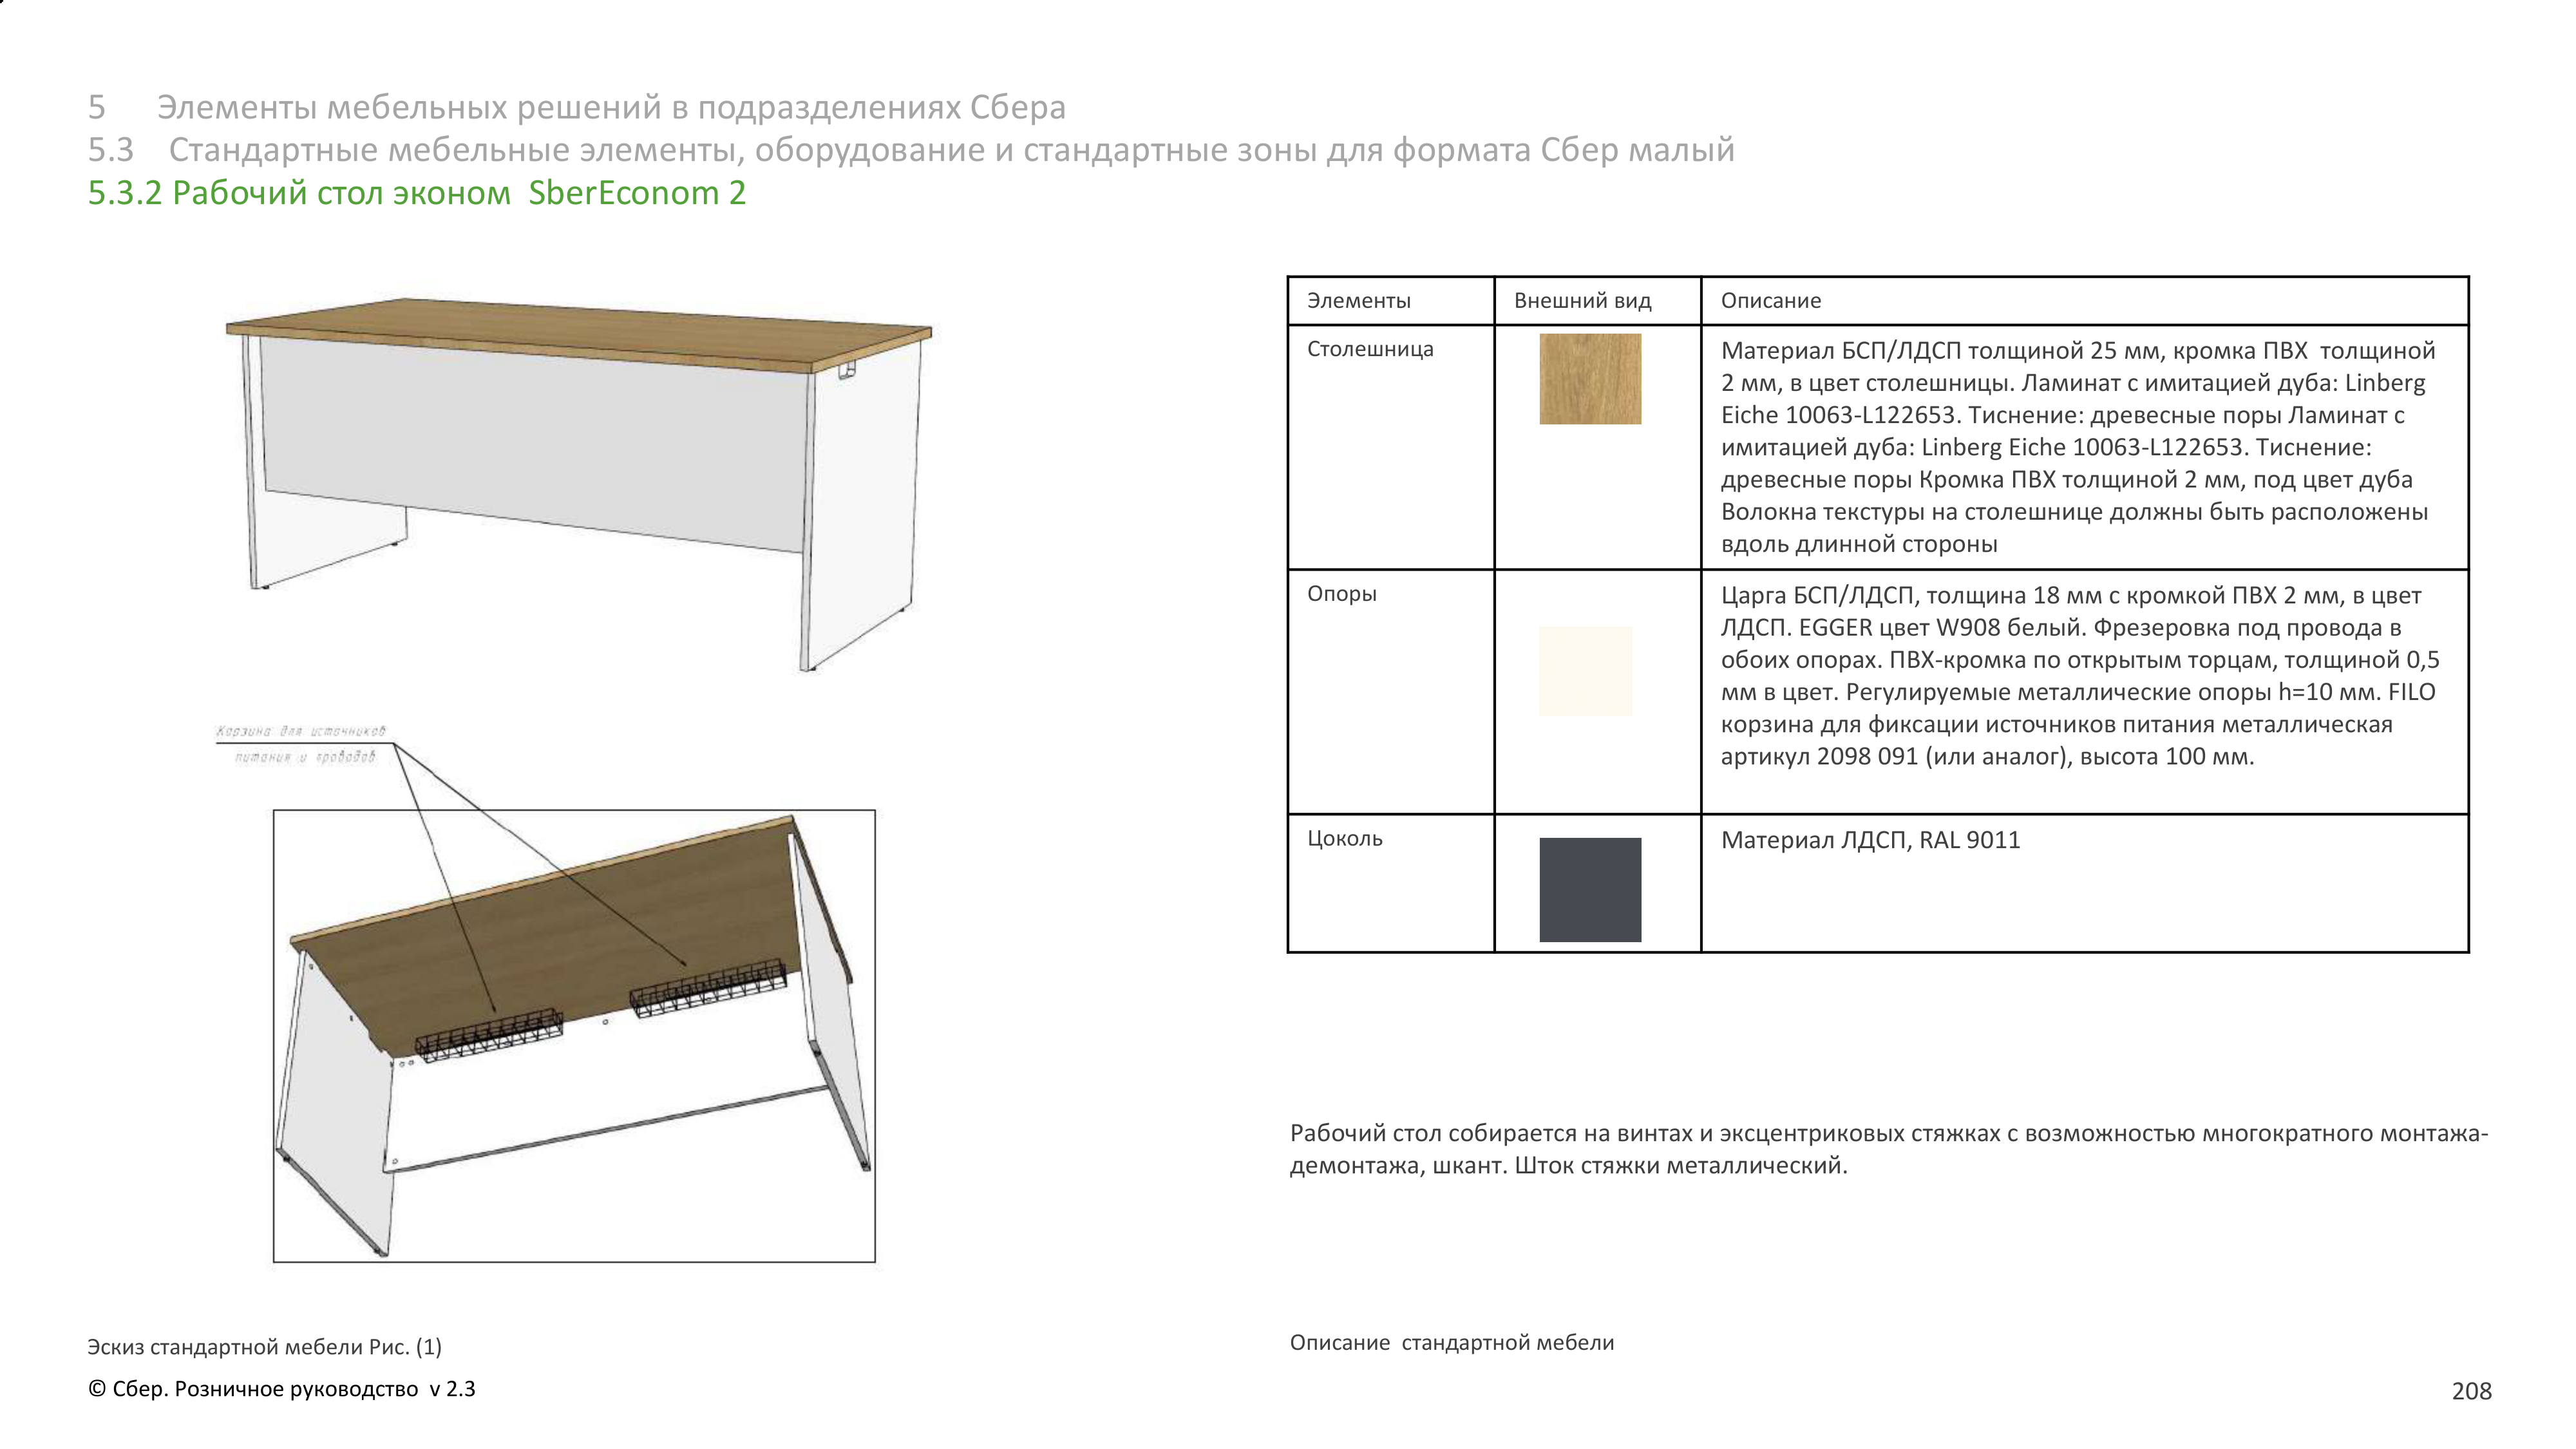 5 Элементы мебельных решений в подразделениях Сбера
5.3 Стандартные мебельные элементы, оборудование и стандартные зоны для формата Сбер малый
5.3.2 Рабочий стол эконом SberEconom 2
Корзина для источников
питания и проводов
Элементы Внешний вид Описание
Столешница
Материал БСП/ЛДСП толщиной 25 мм, кромка ПВХ толщиной
2 мм, в цвет столешницы. Ламинат с имитацией дуба: Linberg
Eiche 10063-L122653. Тиснение: древесные поры Ламинат с
имитацией дуба: Linberg Eiche 10063-L122653. Тиснение:
древесные поры Кромка ПВХ толщиной 2 мм, под цвет дуба
Волокна текстуры на столешнице должны быть расположены
вдоль длинной стороны
Опоры
Царга БСП/ЛДСП, толщина 18 мм с кромкой ПВХ 2 мм, в цвет
ЛДСП. EGGER цвет W908 белый. Фрезеровка под провода в
обоих опорах. ПВХ-кромка по открытым торцам, толщиной 0,5
мм в цвет. Регулируемые металлические опоры h=10 мм. FILO
корзина для фиксации источников питания металлическая
артикул 2098 091 (или аналог), высота 100 мм.
Цоколь
Материал ЛДСП, RAL 9011
Рабочий стол собирается на винтах и эксцентриковых стяжках с возможностью многократного монтажа-
демонтажа, шкант. Шток стяжки металлический.
Эскиз стандартной мебели Рис. (1)
Описание стандартной мебели
© Сбер. Розничное руководство v 2.3
208